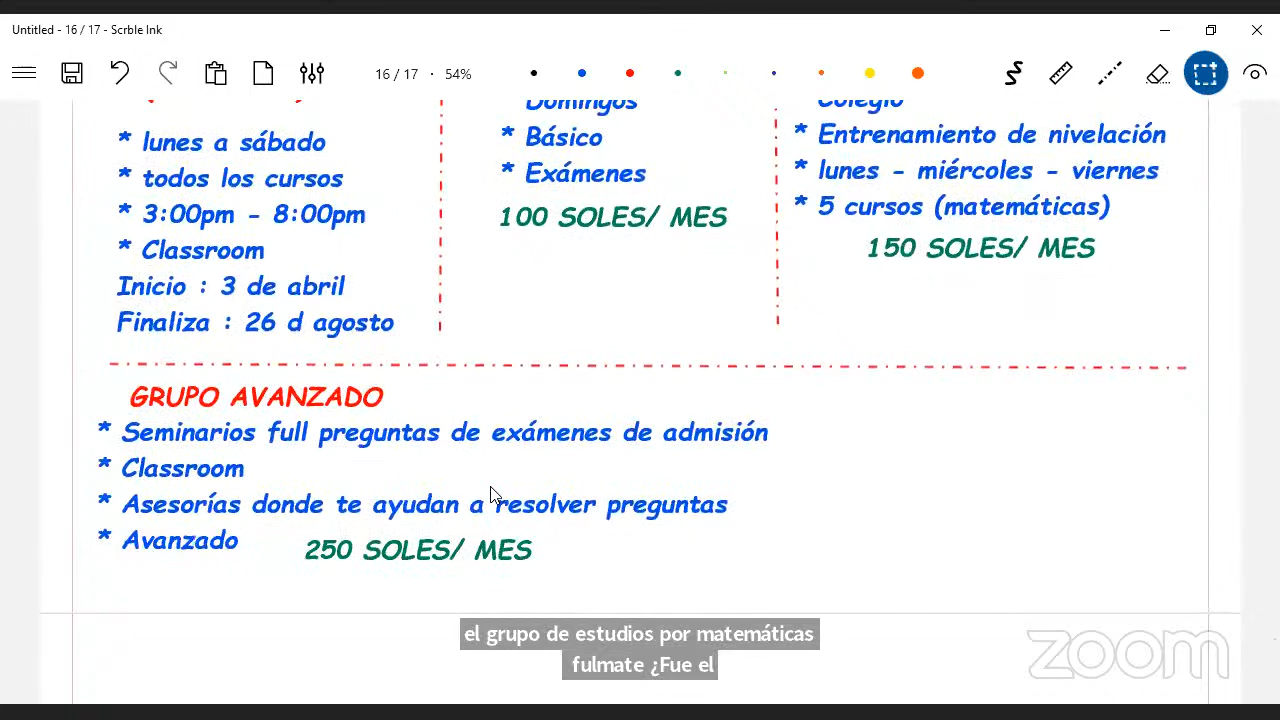 Untitled - 16 / 17 - Scrble Ink
16 / 17 · 54%
* lunes a sábado
* todos los cursos
* 3:00pm - 8:00pm
* Classroom
Inicio : 3 de abril
Finaliza : 26 d agosto
Domingos
* Básico
* Exámenes
100 SOLES/ MES
Colegio
* Entrenamiento de nivelación
* lunes - miércoles - viernes
* 5 cursos (matemáticas)
150 SOLES/ MES
GRUPO AVANZADO
* Seminarios full preguntas de exámenes de admisión
* Classroom
* Asesorías donde te ayudan a resolver preguntas
* Avanzado
250 SOLES/ MES
el grupo de estudios por matemáticas
fulmate ¿Fue el
zoom